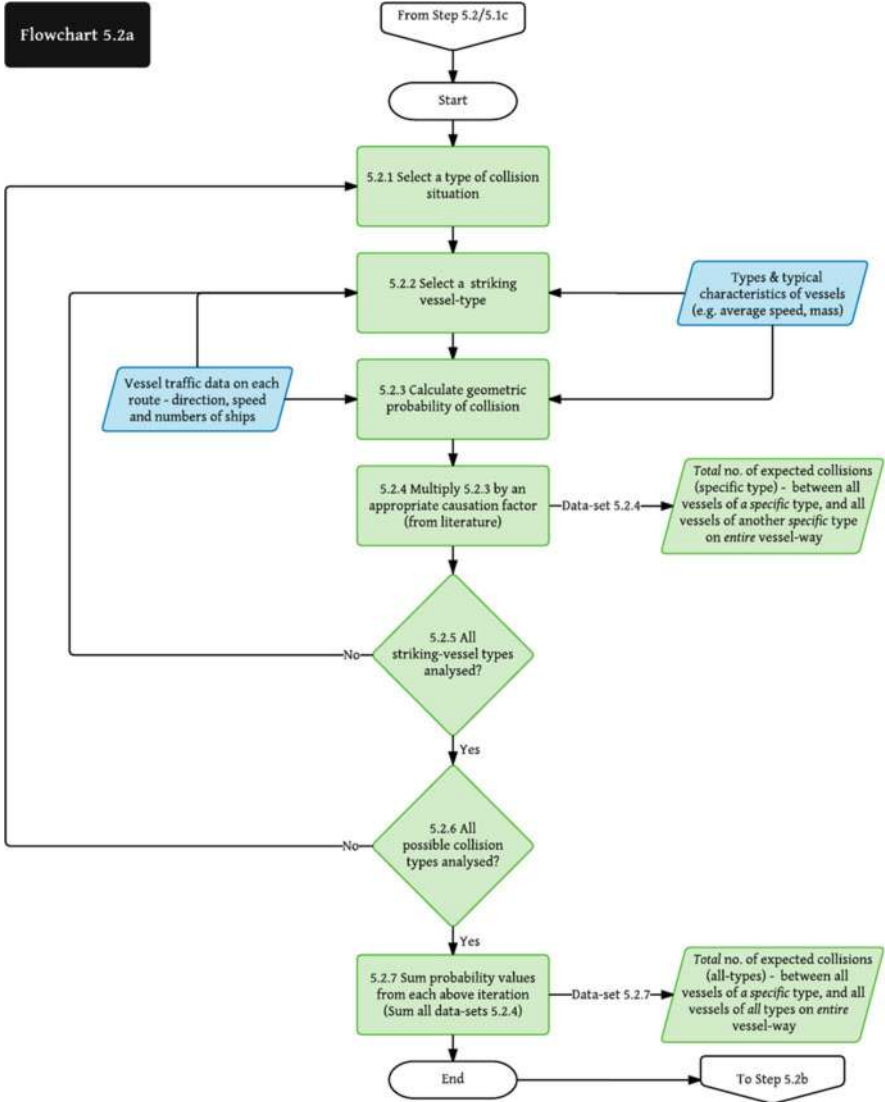 Flowchart 5.2a
From Step 5.2/5.1c
Start
5.2.1 Select a type of collision
situation
5.2.2 Select a striking
vessel-type
Types & typical
characteristics of vessels
(e.g. average speed, mass)
Vessel traffic data on each
route - direction, speed
and numbers of ships
5.2.3 Calculate geometric
probability of collision
5.2.4 Multiply 5.2.3 by an
appropriate causation factor
(from literature)
Data-set 5.2.4
Total no. of expected collisions
(specific type) - between all
vessels of a specific type, and all
vessels of another specific type
on entire vessel-way
5.2.5 All
striking-vessel types
analysed?
No
Yes
5.2.6 All
possible collision
types analysed?
No
Yes
5.2.7 Sum probability values
from each above iteration
(Sum all data-sets 5.2.4)
Data-set 5.2.7
Total no. of expected collisions
(all-types) - between all
vessels of a specific type, and all
vessels of all types on entire
vessel-way
End
To Step 5.2b